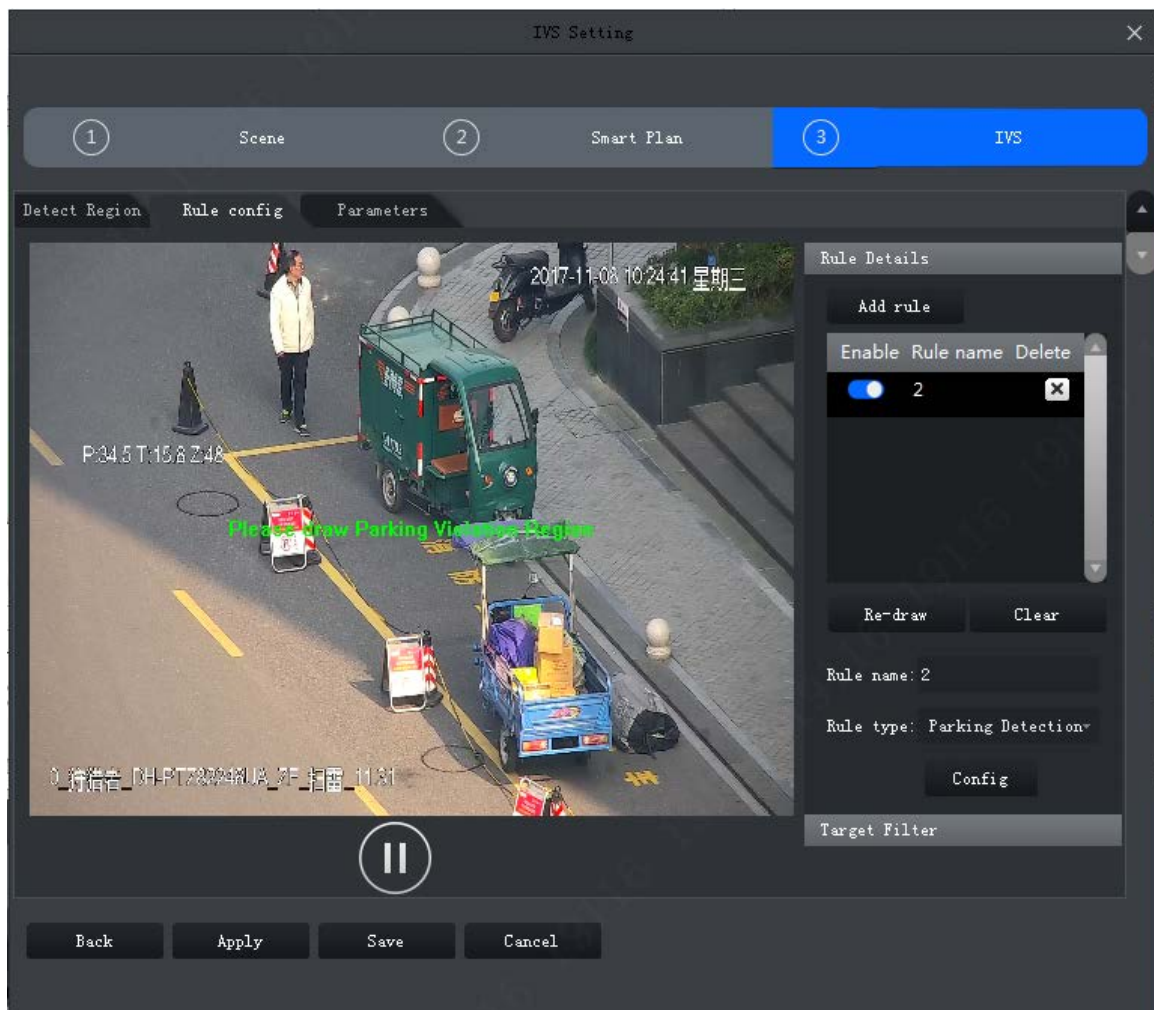 IVS Setting
1 Scene 2 Smart Plan 3 IVS
Detect Region Rule config Parameters
2017-11-08 10:24:41 星期三
P:34.5 T:15.8 Z:48
Please draw Parking Violation Region
Rule Details
Add rule
Enable Rule name Delete
2
Re-draw Clear
Rule name: 2
Rule type: Parking Detection
Config
Target Filter
Back Apply Save Cancel